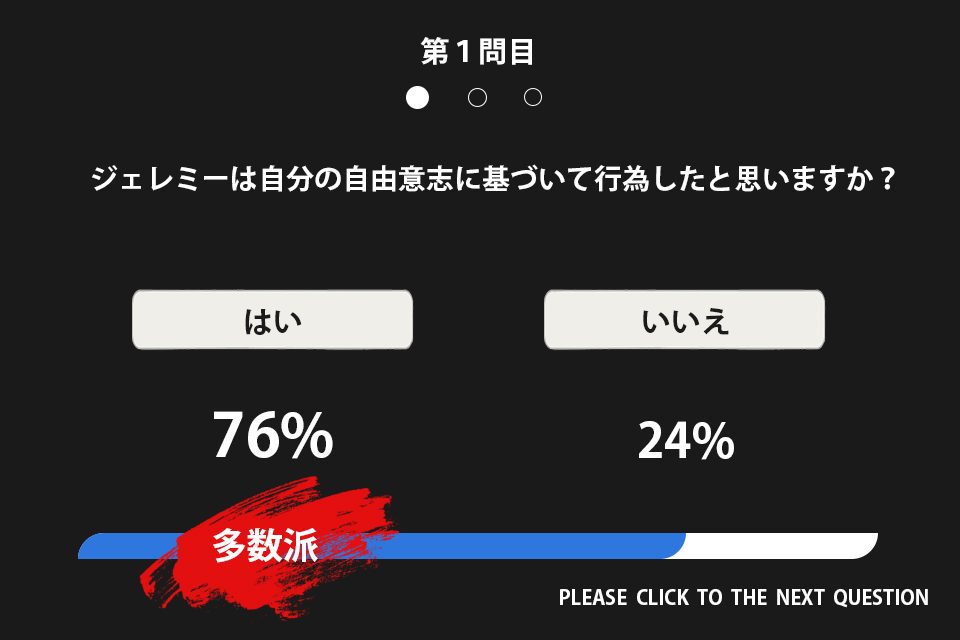 第１問目
ジェレミーは自分の自由意志に基づいて行為したと思いますか？
はい
いいえ
76%
24%
多数派
PLEASE CLICK TO THE NEXT QUESTION